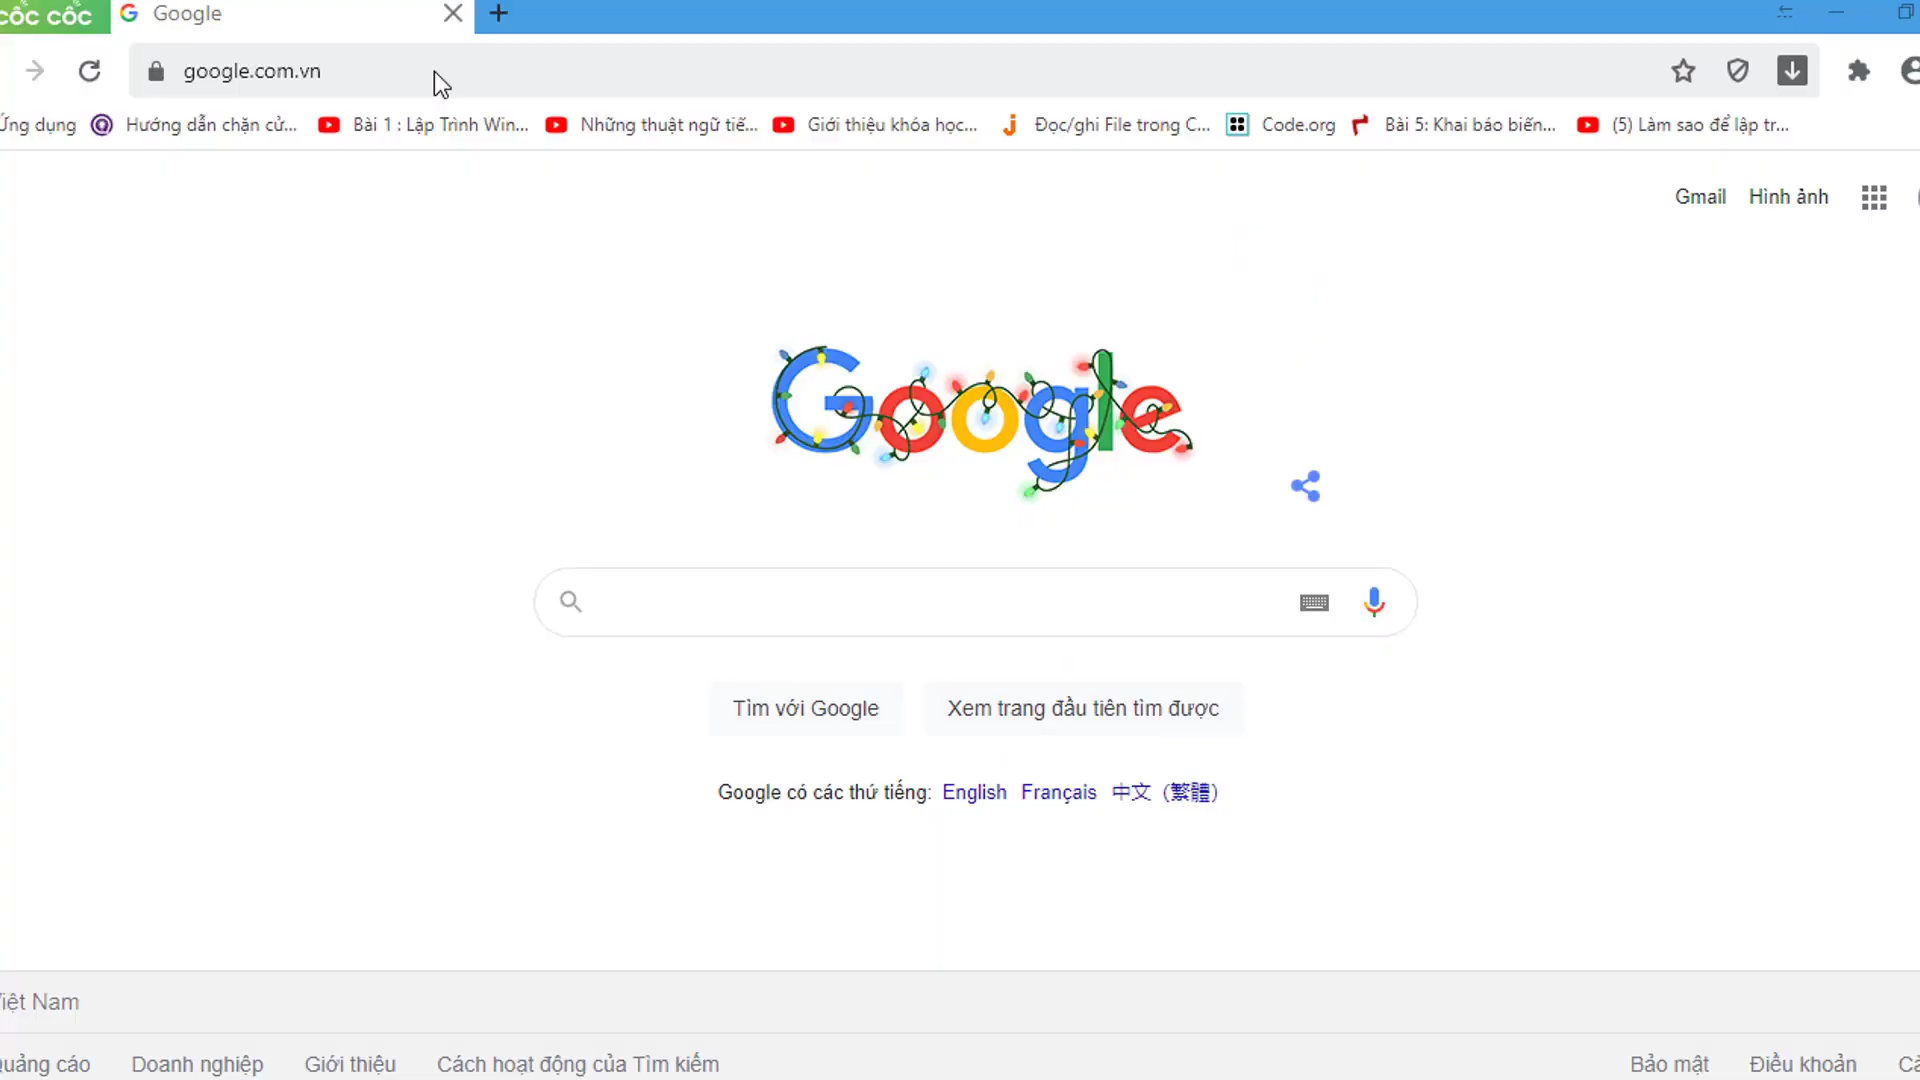 cốc cốc
Google
google.com.vn
Ứng dụng Hướng dẫn chặn cử... Bài 1 : Lập Trình Win... Những thuật ngữ tiế... Giới thiệu khóa học... Đọc/ghi File trong C... Code.org Bài 5: Khai báo biến... (5) Làm sao để lập tr...
Gmail Hình ảnh
Google
Tìm với Google Xem trang đầu tiên tìm được
Google có các thứ tiếng: English Français 中文 (繁體)
Việt Nam
Quảng cáo Doanh nghiệp Giới thiệu Cách hoạt động của Tìm kiếm Bảo mật Điều khoản